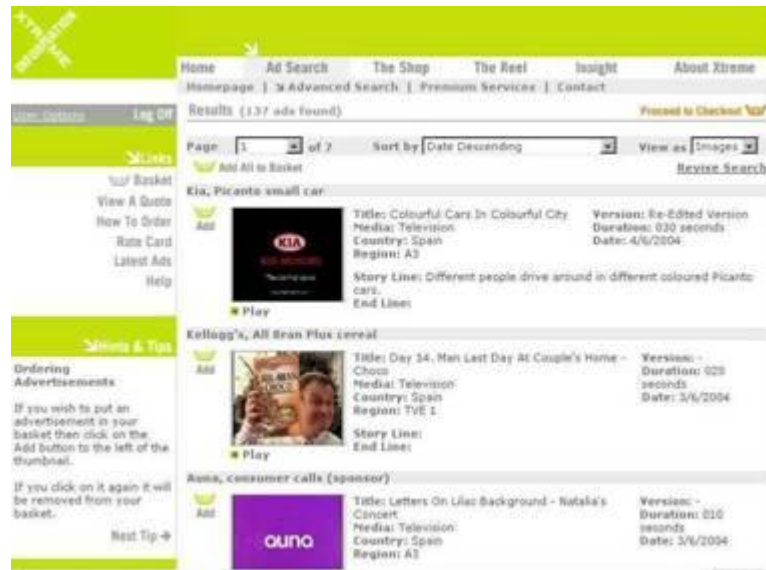 XTREME
INFORMATION
Home Ad Search The Shop The Reel Insight About Xtreme
Homepage | Advanced Search | Premium Services | Contact
User Options Log Off
Results (137 ads found) Proceed to Checkout
Page 1 of 7 Sort by Date Descending View as Images
Add All to Basket Revise Search
Links
Basket
View A Quote
How To Order
Rate Card
Latest Ads
Help
Hints & Tips
Ordering
Advertisements
If you wish to put an
advertisement in your
basket then click on the
Add button to the left of the
thumbnail.
If you click on it again it will
be removed from your
basket.
Next Tip
Kia, Picanto small car
Add
KIA
KIA MOTORS
Play
Title: Colourful Cars In Colourful City
Media: Television
Country: Spain
Region: A3
Story Line: Different people drive around in different coloured Picanto
cars.
End Line:
Version: Re-Edited Version
Duration: 030 seconds
Date: 4/6/2004
Kellogg's, All Bran Plus cereal
Add
ALL-BRAN
CHOCO
Play
Title: Day 14. Man Last Day At Couple's Home -
Choco
Media: Television
Country: Spain
Region: TVE 1
Story Line:
End Line:
Version: -
Duration: 020
seconds
Date: 3/6/2004
Auna, consumer calls (sponsor)
Add
auna
Title: Letters On Lilac Background - Natalia's
Concert
Media: Television
Country: Spain
Region: A3
Version: -
Duration: 010
seconds
Date: 3/6/2004